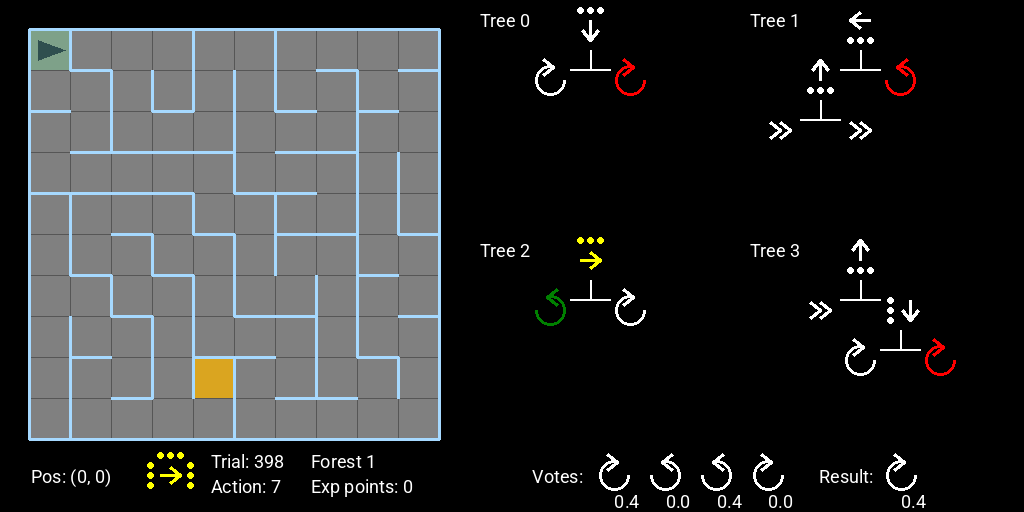 Tree 0
Tree 1
Tree 2
Tree 3
Pos: (0, 0)
Trial: 398
Forest 1
Action: 7
Exp points: 0
Votes:
0.4
0.0
0.4
0.0
Result:
0.4